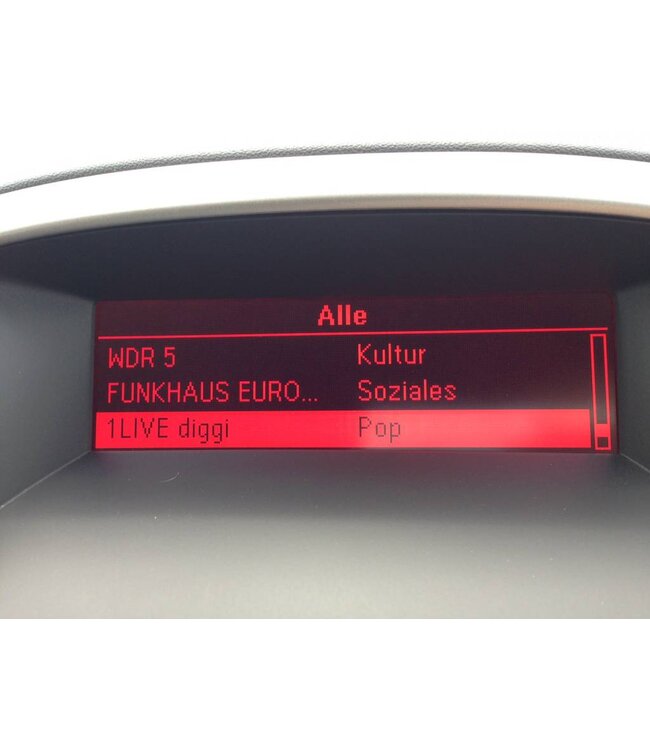 Alle
WDR 5 Kultur
FUNKHAUS EURO... Soziales
1LIVE diggi Pop